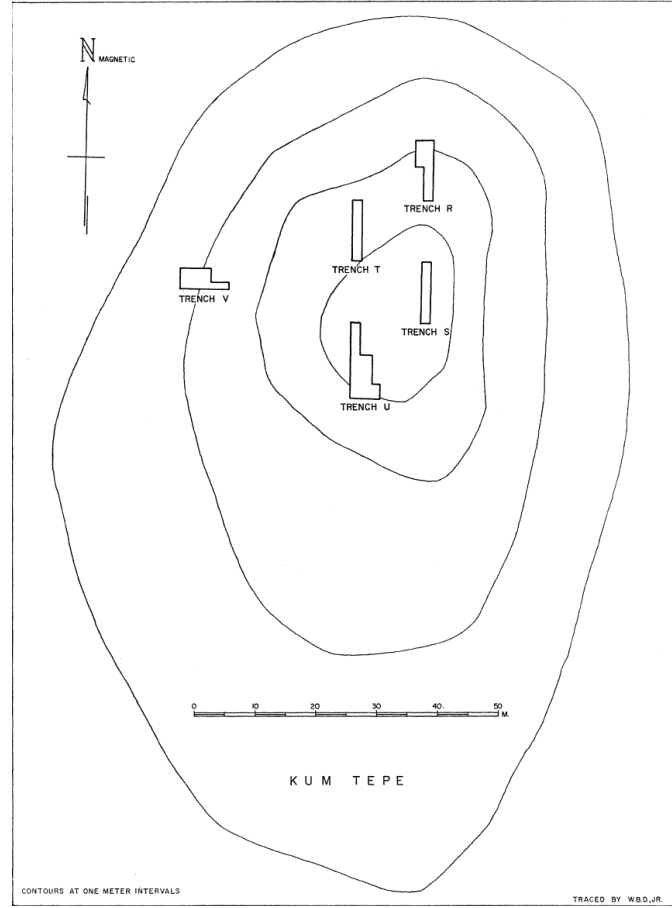 N MAGNETIC
TRENCH R
TRENCH T
TRENCH V
TRENCH S
TRENCH U
0 10 20 30 40 50
M.
KUM TEPE
CONTOURS AT ONE METER INTERVALS
TRACED BY W.B.D., JR.